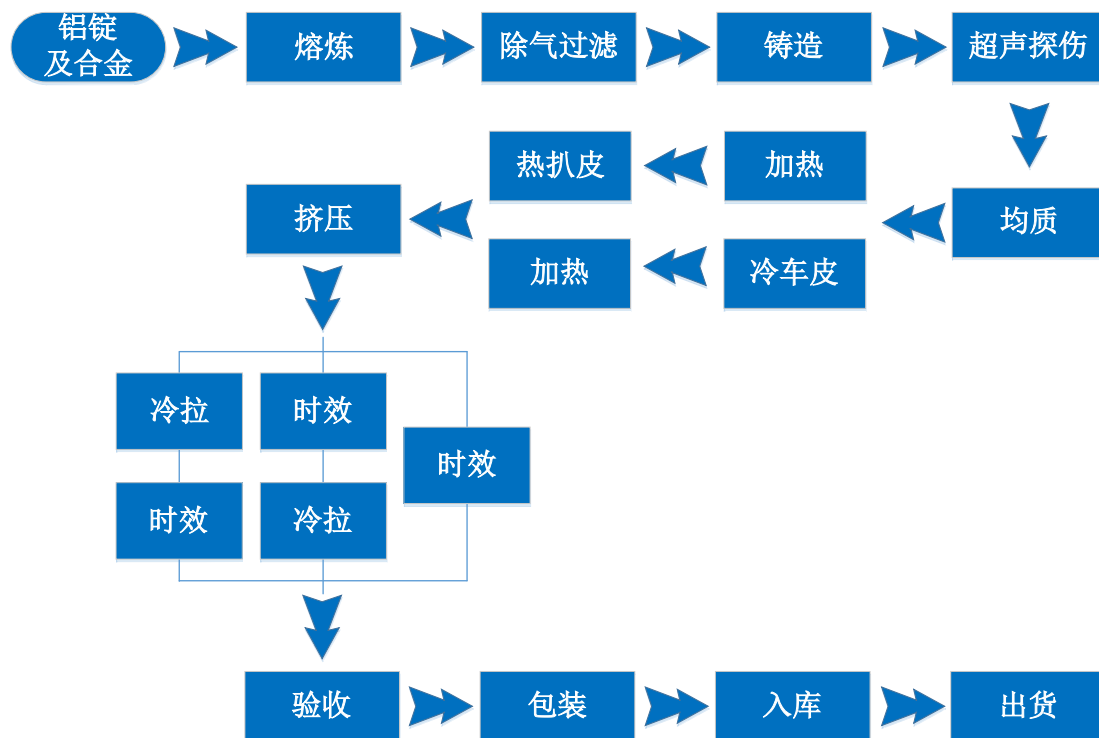 铝锭
及合金
熔炼
除气过滤
铸造
超声探伤
热扒皮
加热
挤压
均质
加热
冷车皮
冷拉
时效
时效
时效
冷拉
验收
包装
入库
出货